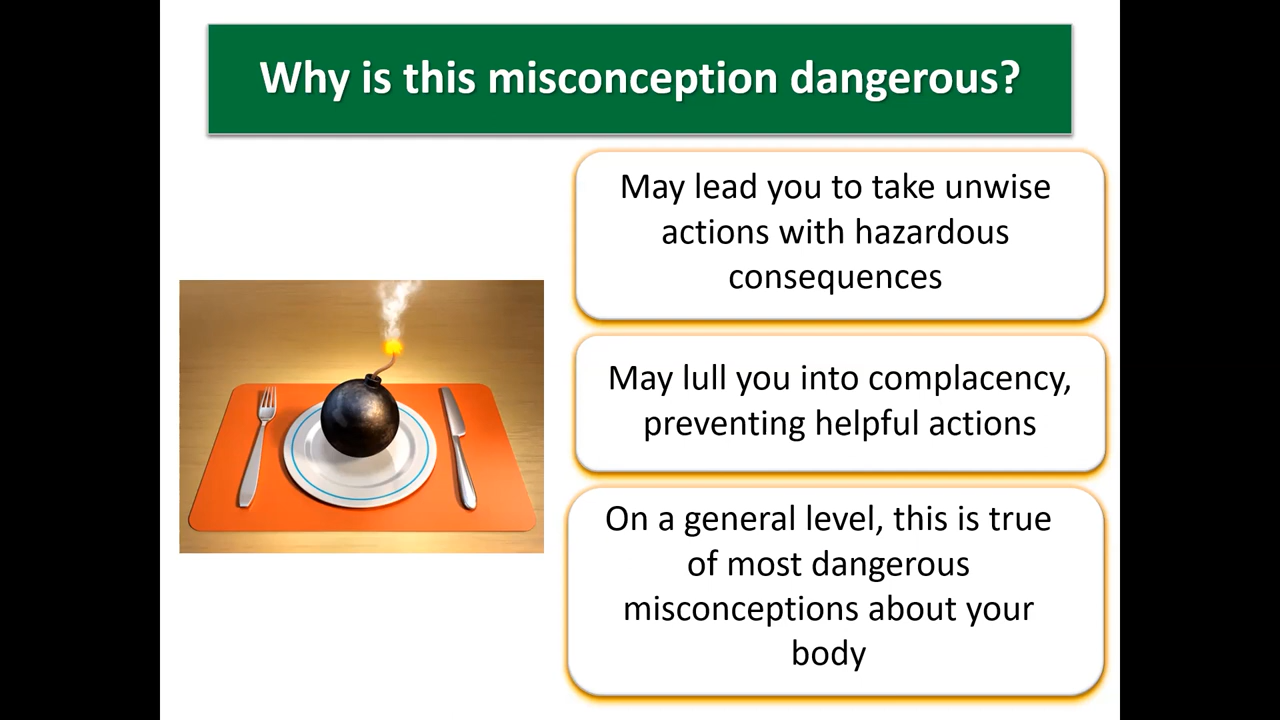 Why is this misconception dangerous?
May lead you to take unwise
actions with hazardous
consequences
May lull you into complacency,
preventing helpful actions
On a general level, this is true
of most dangerous
misconceptions about your
body